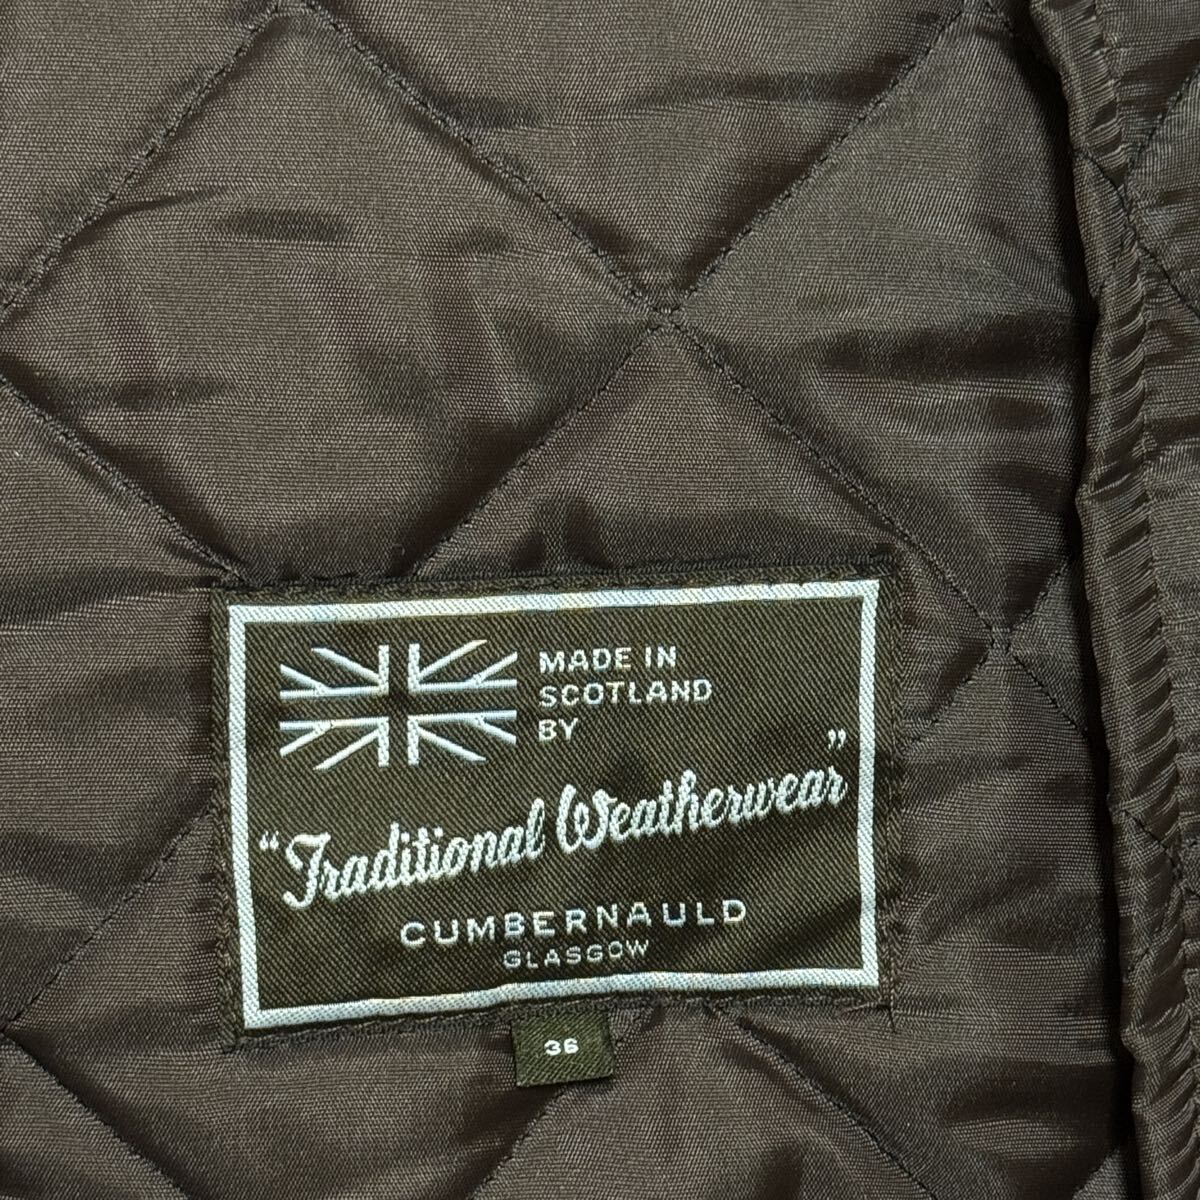 MADE IN
SCOTLAND
BY
“Traditional Weatherwear”
CUMBERNAULD
GLASGOW
36